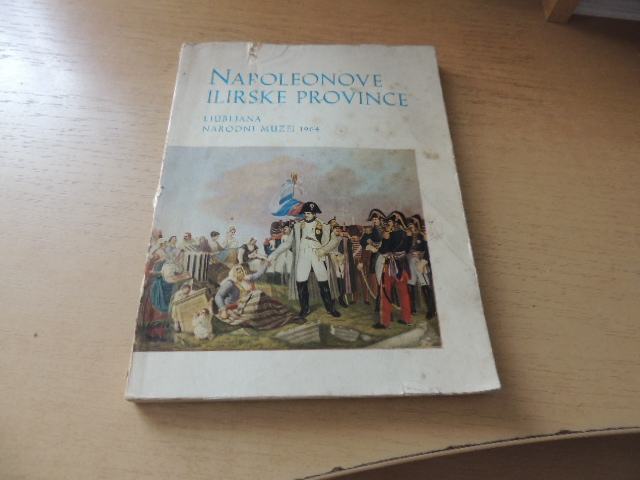 NAPOLEONOVE
ILIRSKE PROVINCE
LJUBLJANA
NARODNI MUZEJ 1964